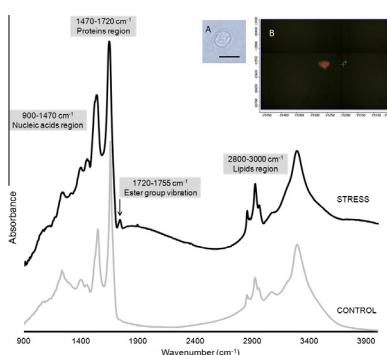 1470-1720 cm⁻¹
Proteins region
A
B
900-1470 cm⁻¹
Nucleic acids region
1720-1755 cm⁻¹
Ester group vibration
2800-3000 cm⁻¹
Lipids region
STRESS
CONTROL
Absorbance
900 1400 1900 2400 2900 3400 3900
Wavenumber (cm⁻¹)